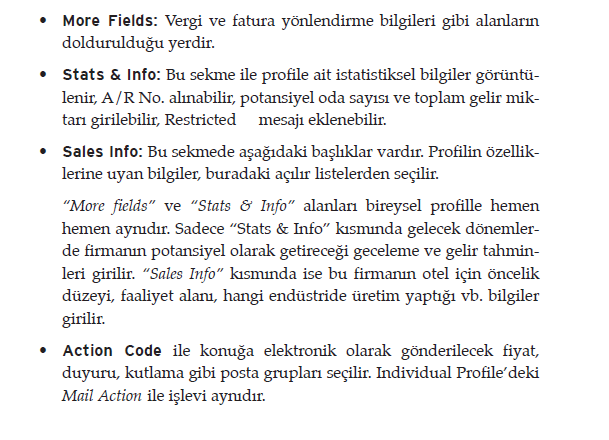 • More Fields: Vergi ve fatura yönlendirme bilgileri gibi alanların
doldurulduğu yerdir.
• Stats & Info: Bu sekme ile profile ait istatistiksel bilgiler görüntü-
lenir, A/R No. alınabilir, potansiyel oda sayısı ve toplam gelir mik-
tarı girilebilir, Restricted mesajı eklenebilir.
• Sales Info: Bu sekmede aşağıdaki başlıklar vardır. Profilin özellik-
lerine uyan bilgiler, buradaki açılır listelerden seçilir.
"More fields" ve "Stats & Info" alanları bireysel profille hemen
hemen aynıdır. Sadece "Stats & Info" kısmında gelecek dönemler-
de firmanın potansiyel olarak getireceği geceleme ve gelir tahmin-
leri girilir. "Sales Info" kısmında ise bu firmanın otel için öncelik
düzeyi, faaliyet alanı, hangi endüstride üretim yaptığı vb. bilgiler
girilir.
• Action Code ile konuğa elektronik olarak gönderilecek fiyat,
duyuru, kutlama gibi posta grupları seçilir. Individual Profile'deki
Mail Action ile işlevi aynıdır.